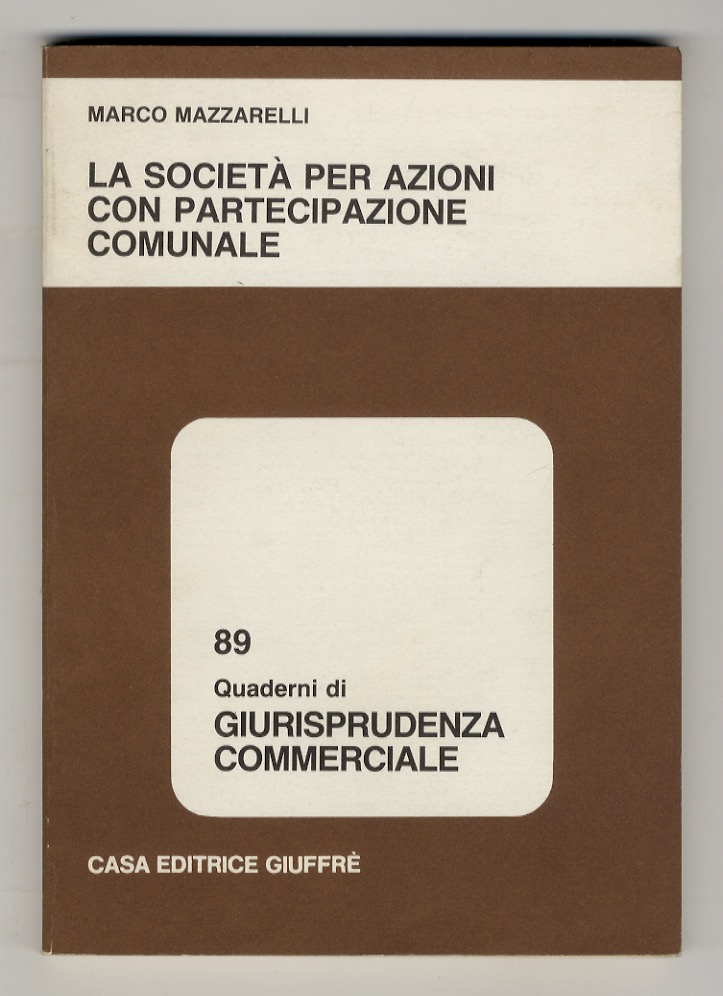 MARCO MAZZARELLI
LA SOCIETÀ PER AZIONI
CON PARTECIPAZIONE
COMUNALE
89
Quaderni di
GIURISPRUDENZA
COMMERCIALE
CASA EDITRICE GIUFFRÈ